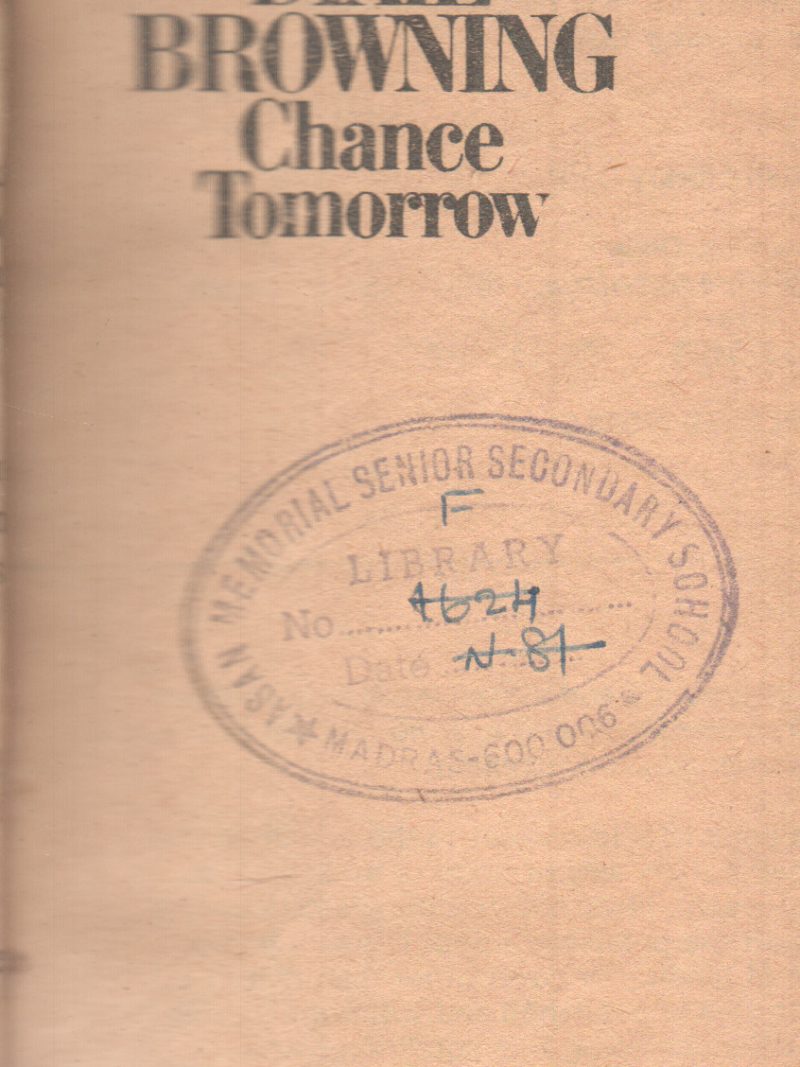 BROWNING
Chance
Tomorrow
ASAN MEMORIAL SENIOR SECONDARY SCHOOL
F
LIBRARY
No 1624
Date N-81
MADRAS-600 006